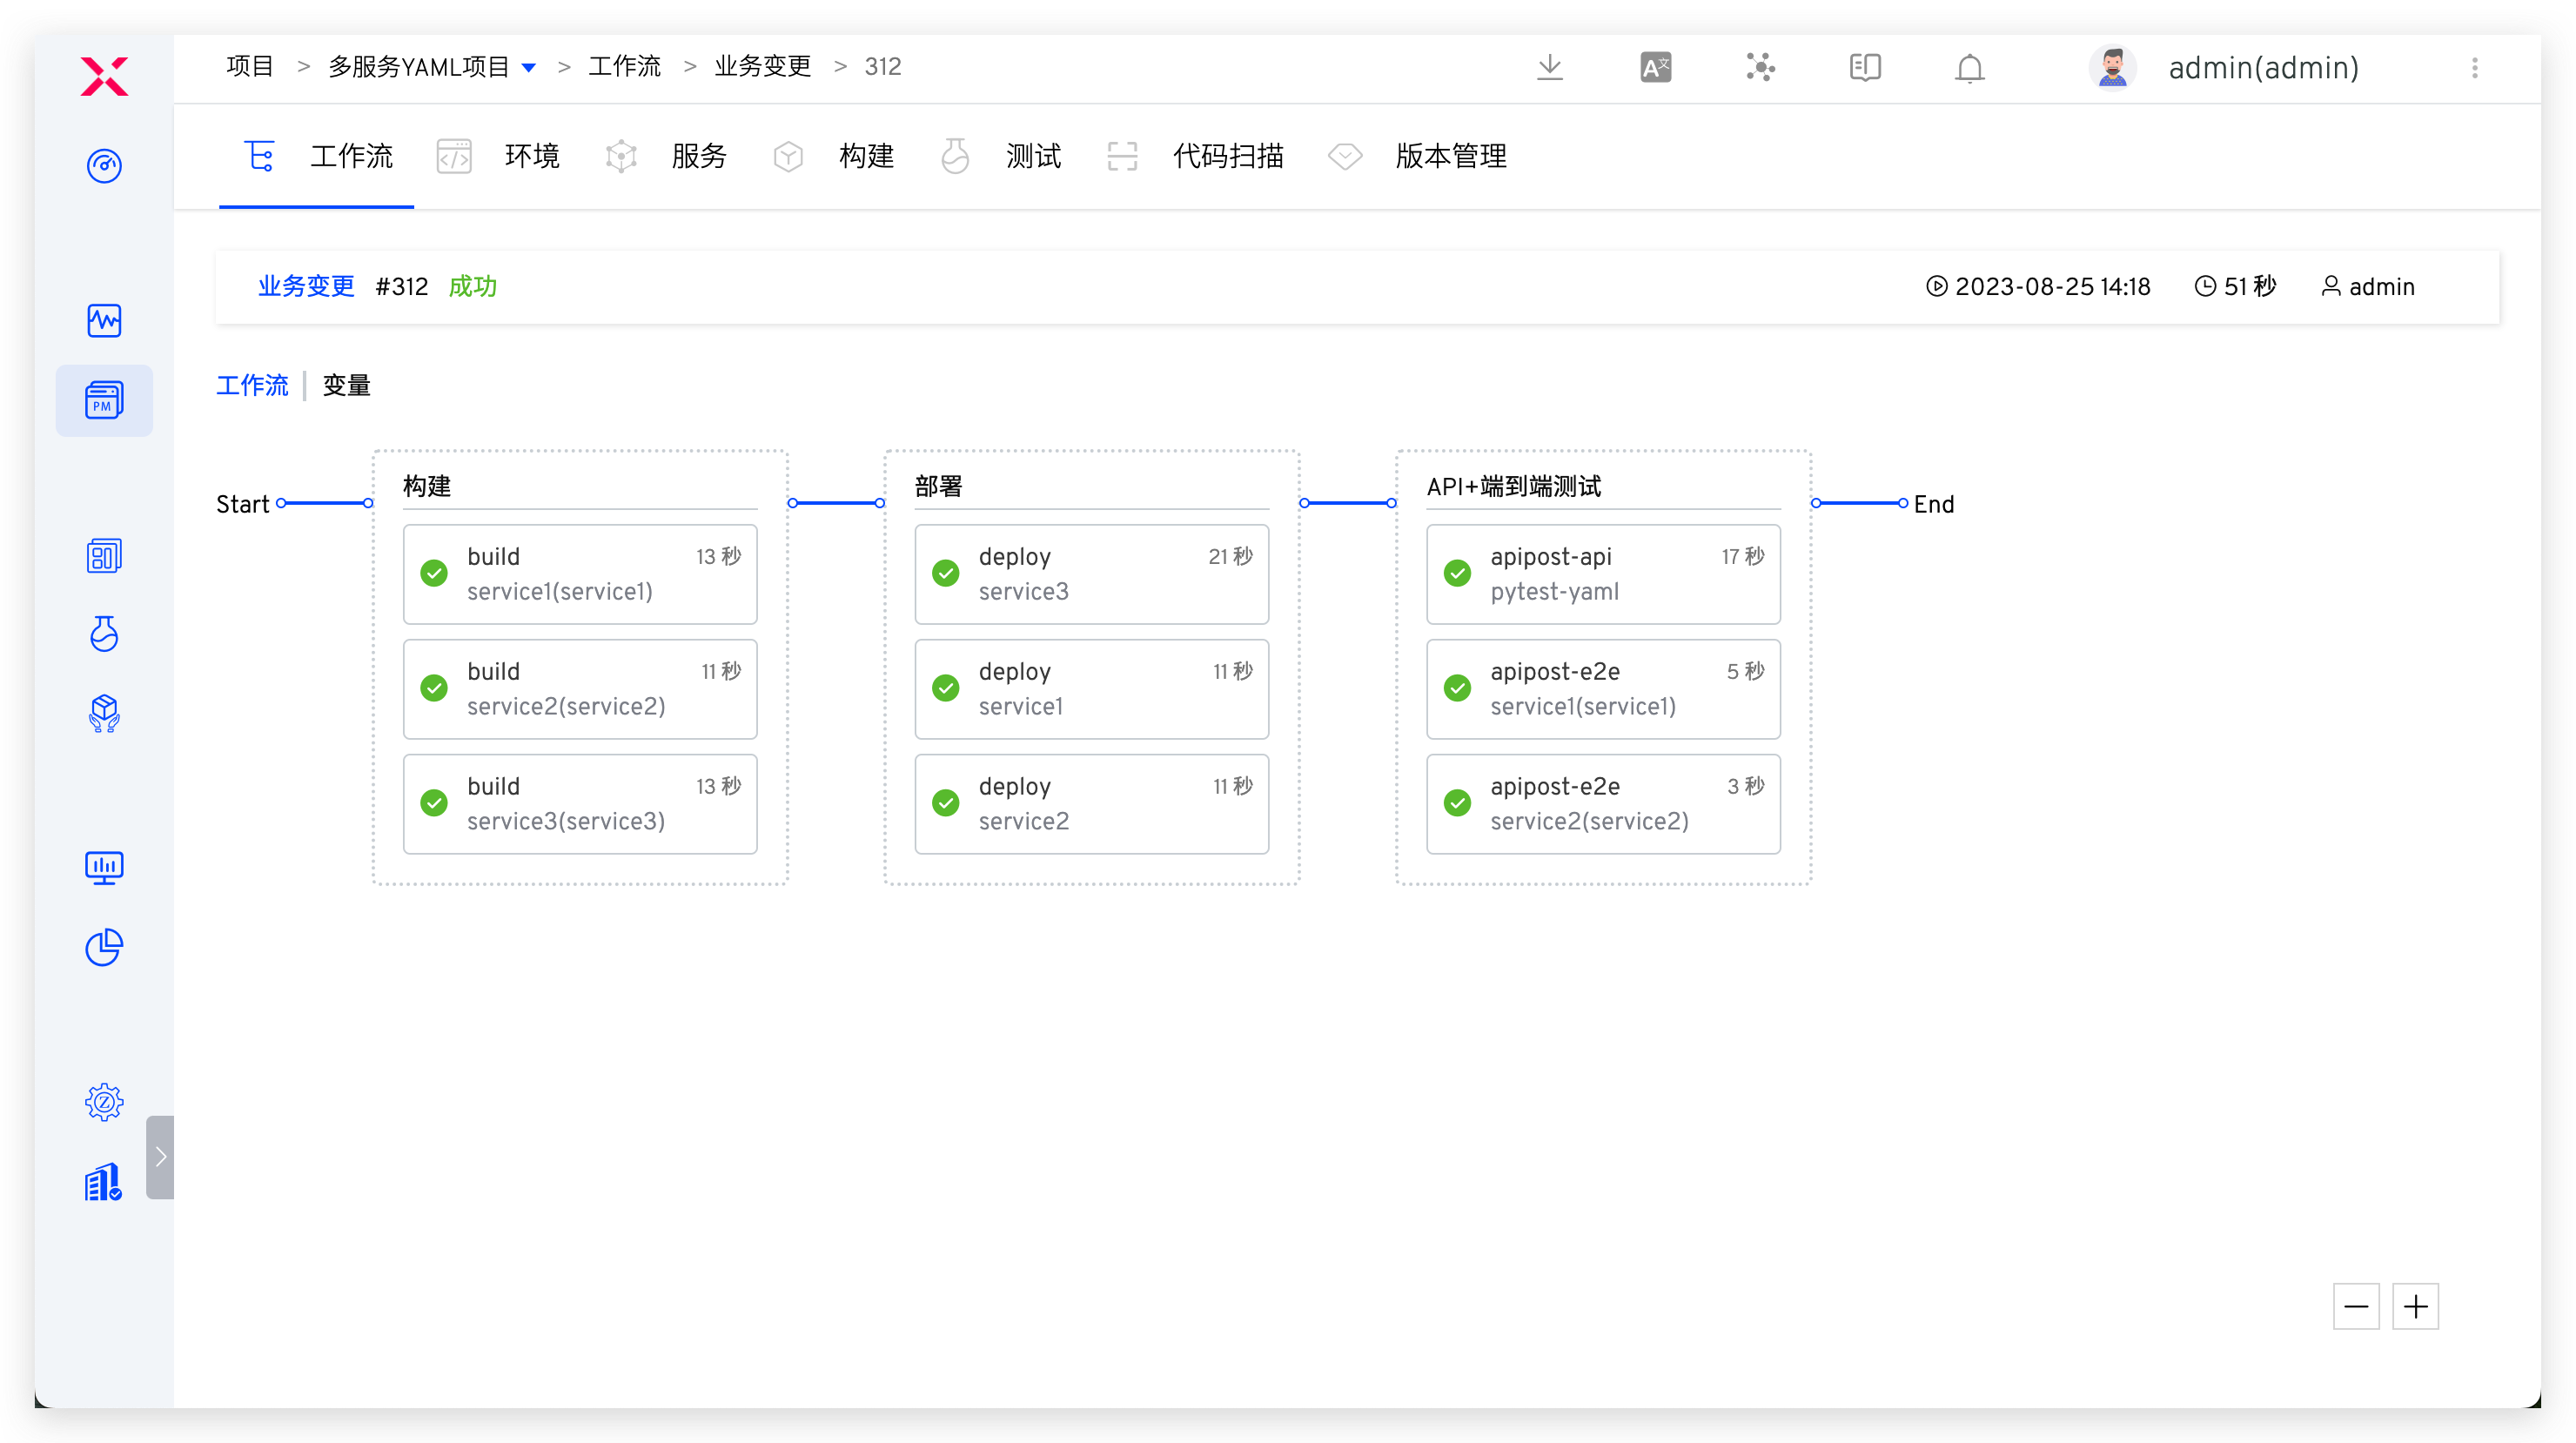 项目 > 多服务YAML项目 > 工作流 > 业务变更 > 312
admin(admin)
工作流 环境 服务 构建 测试 代码扫描 版本管理
业务变更 #312 成功 2023-08-25 14:18 51 秒 admin
工作流 变量
Start
构建
build 13 秒
service1(service1)
build 11 秒
service2(service2)
build 13 秒
service3(service3)
部署
deploy 21 秒
service3
deploy 11 秒
service1
deploy 11 秒
service2
API+端到端测试
apipost-api 17 秒
pytest-yaml
apipost-e2e 5 秒
service1(service1)
apipost-e2e 3 秒
service2(service2)
End
PM